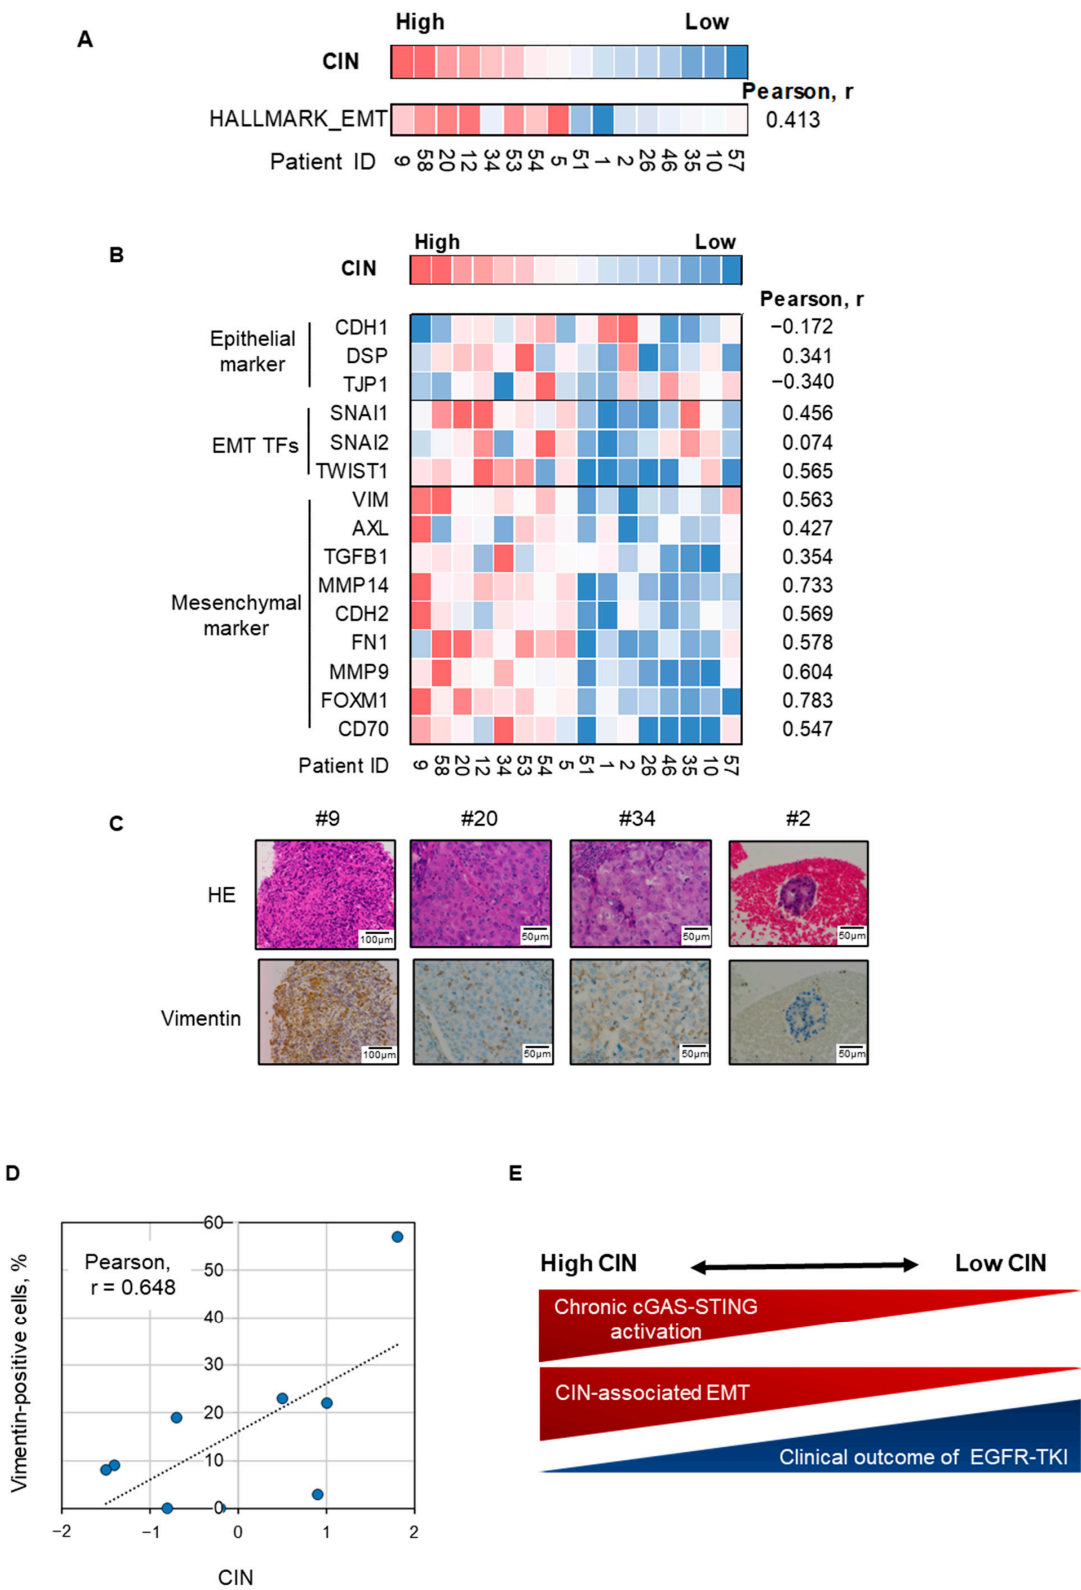 A
High Low
CIN
Pearson, r
HALLMARK_EMT 0.413
Patient ID 9 58 20 12 34 53 54 5 51 1 2 26 46 35 10 57
B
High Low
CIN
Pearson, r
Epithelial
marker
CDH1 −0.172
DSP 0.341
TJP1 −0.340
EMT TFs
SNAI1 0.456
SNAI2 0.074
TWIST1 0.565
Mesenchymal
marker
VIM 0.563
AXL 0.427
TGFB1 0.354
MMP14 0.733
CDH2 0.569
FN1 0.578
MMP9 0.604
FOXM1 0.783
CD70 0.547
Patient ID 9 58 20 12 34 53 54 5 51 1 2 26 46 35 10 57
C
#9 #20 #34 #2
HE
100μm 50μm 50μm 50μm
Vimentin
100μm 50μm 50μm 50μm
D
Vimentin-positive cells, %
60
50
40
30
20
10
0
Pearson,
r = 0.648
−2 −1 0 1 2
CIN
E
High CIN Low CIN
Chronic cGAS-STING
activation
CIN-associated EMT
Clinical outcome of EGFR-TKI